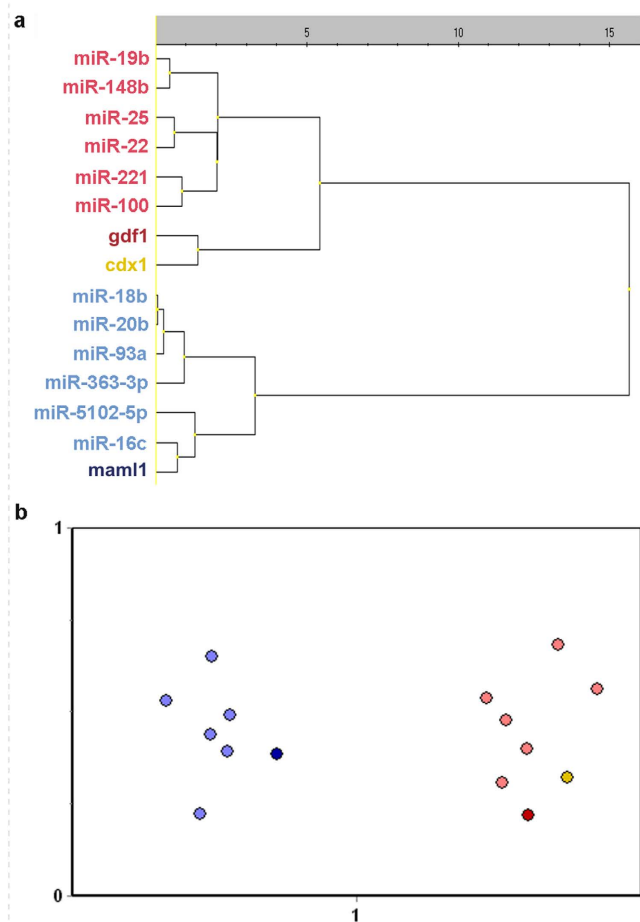 a
5 10 15
miR-19b
miR-148b
miR-25
miR-22
miR-221
miR-100
gdf1
cdx1
miR-18b
miR-20b
miR-93a
miR-363-3p
miR-5102-5p
miR-16c
maml1
b
1
0
1